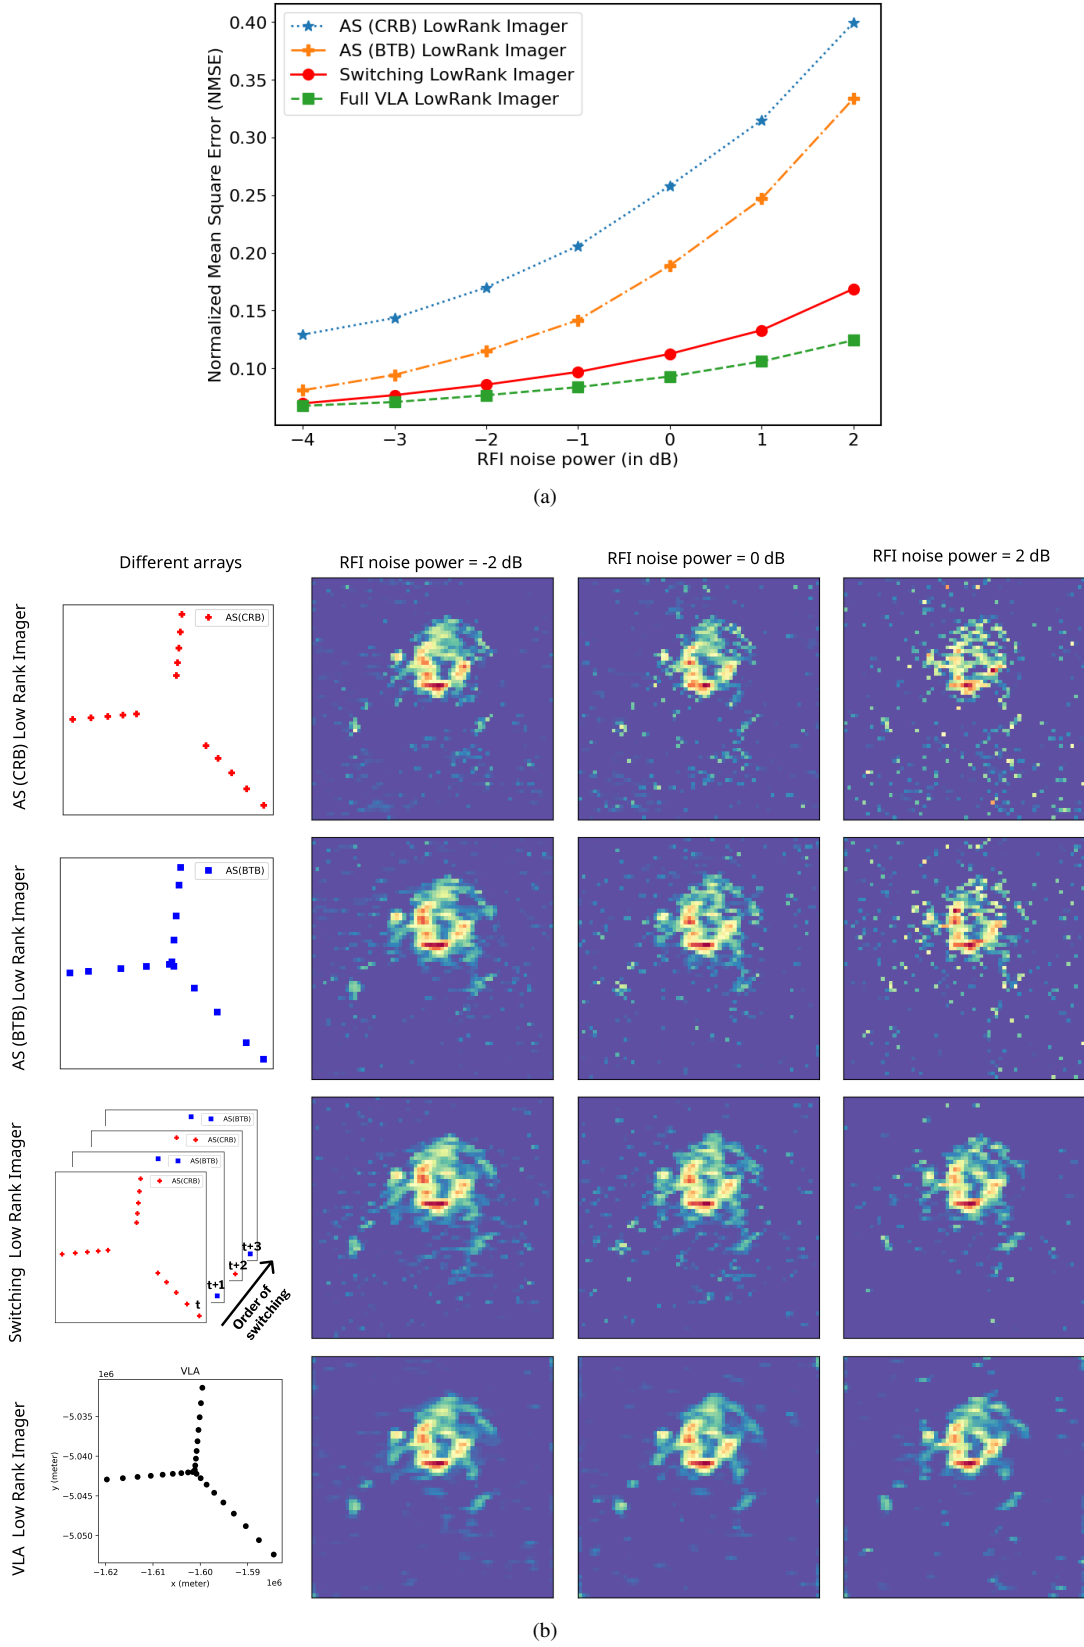 Normalized Mean Square Error (NMSE)
0.40
0.35
0.30
0.25
0.20
0.15
0.10
AS (CRB) LowRank Imager
AS (BTB) LowRank Imager
Switching LowRank Imager
Full VLA LowRank Imager
−4 −3 −2 −1 0 1 2
RFI noise power (in dB)
(a)
Different arrays
RFI noise power = -2 dB
RFI noise power = 0 dB
RFI noise power = 2 dB
AS (CRB) Low Rank Imager
AS(CRB)
AS (BTB) Low Rank Imager
AS(BTB)
Switching Low Rank Imager
AS(BTB)
AS(CRB)
AS(BTB)
AS(CRB)
t+3
t+2
t+1
t
Order of
switching
VLA Low Rank Imager
VLA
1e6
y (meter)
−5.035
−5.040
−5.045
−5.050
−1.62 −1.61 −1.60 −1.59
x (meter)
1e6
(b)